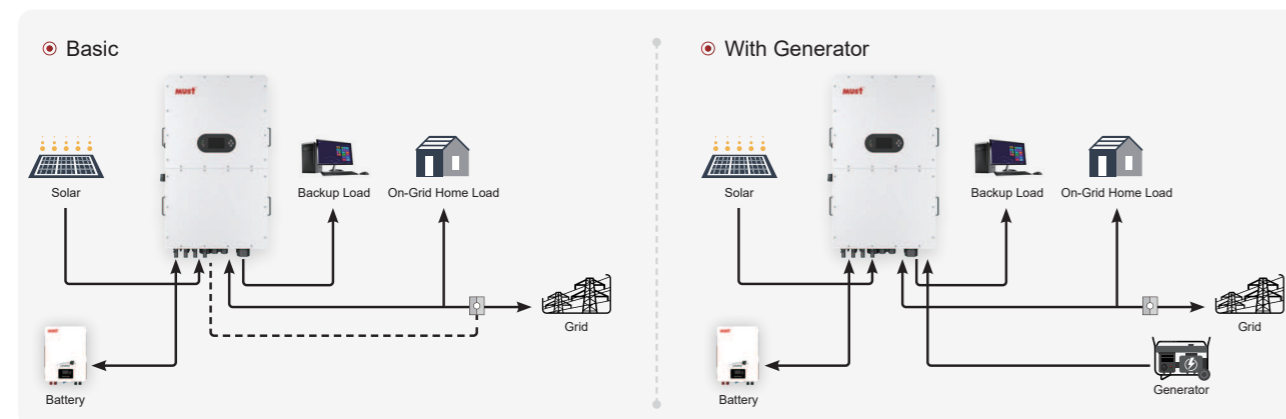 Basic
MUST
Solar
Backup Load
On-Grid Home Load
Grid
Battery
With Generator
MUST
Solar
Backup Load
On-Grid Home Load
Grid
Generator
Battery